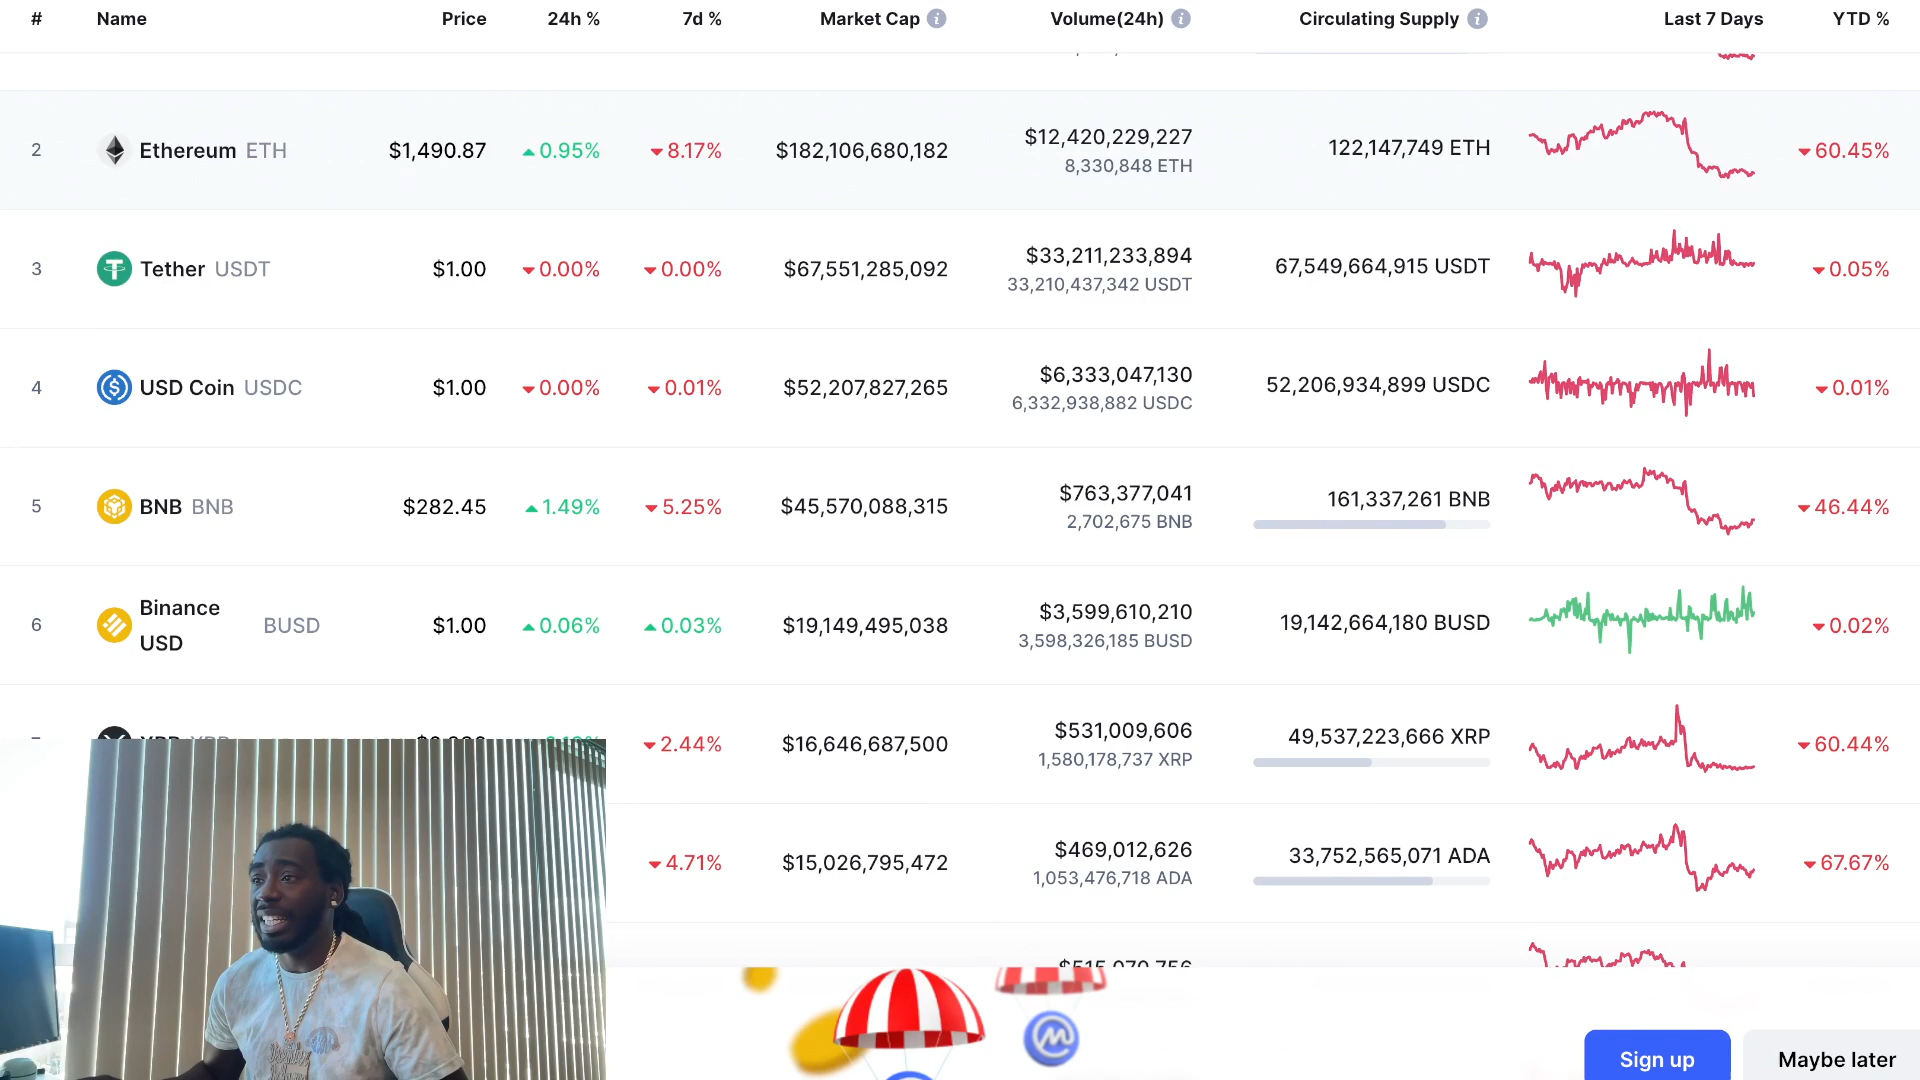 # Name Price 24h % 7d % Market Cap Volume(24h) Circulating Supply Last 7 Days YTD %
2 Ethereum ETH $1,490.87 0.95% 8.17% $182,106,680,182 $12,420,229,227 122,147,749 ETH 60.45%
8,330,848 ETH
3 Tether USDT $1.00 0.00% 0.00% $67,551,285,092 $33,211,233,894 67,549,664,915 USDT 0.05%
33,210,437,342 USDT
4 USD Coin USDC $1.00 0.00% 0.01% $52,207,827,265 $6,333,047,130 52,206,934,899 USDC 0.01%
6,332,938,882 USDC
5 BNB BNB $282.45 1.49% 5.25% $45,570,088,315 $763,377,041 161,337,261 BNB 46.44%
2,702,675 BNB
6 Binance USD BUSD $1.00 0.06% 0.03% $19,149,495,038 $3,599,610,210 19,142,664,180 BUSD 0.02%
3,598,326,185 BUSD
2.44% $16,646,687,500 $531,009,606 49,537,223,666 XRP 60.44%
1,580,178,737 XRP
4.71% $15,026,795,472 $469,012,626 33,752,565,071 ADA 67.67%
1,053,476,718 ADA
Sign up Maybe later